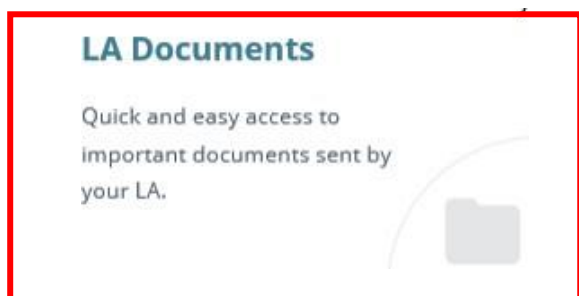 LA Documents
Quick and easy access to
important documents sent by
your LA.